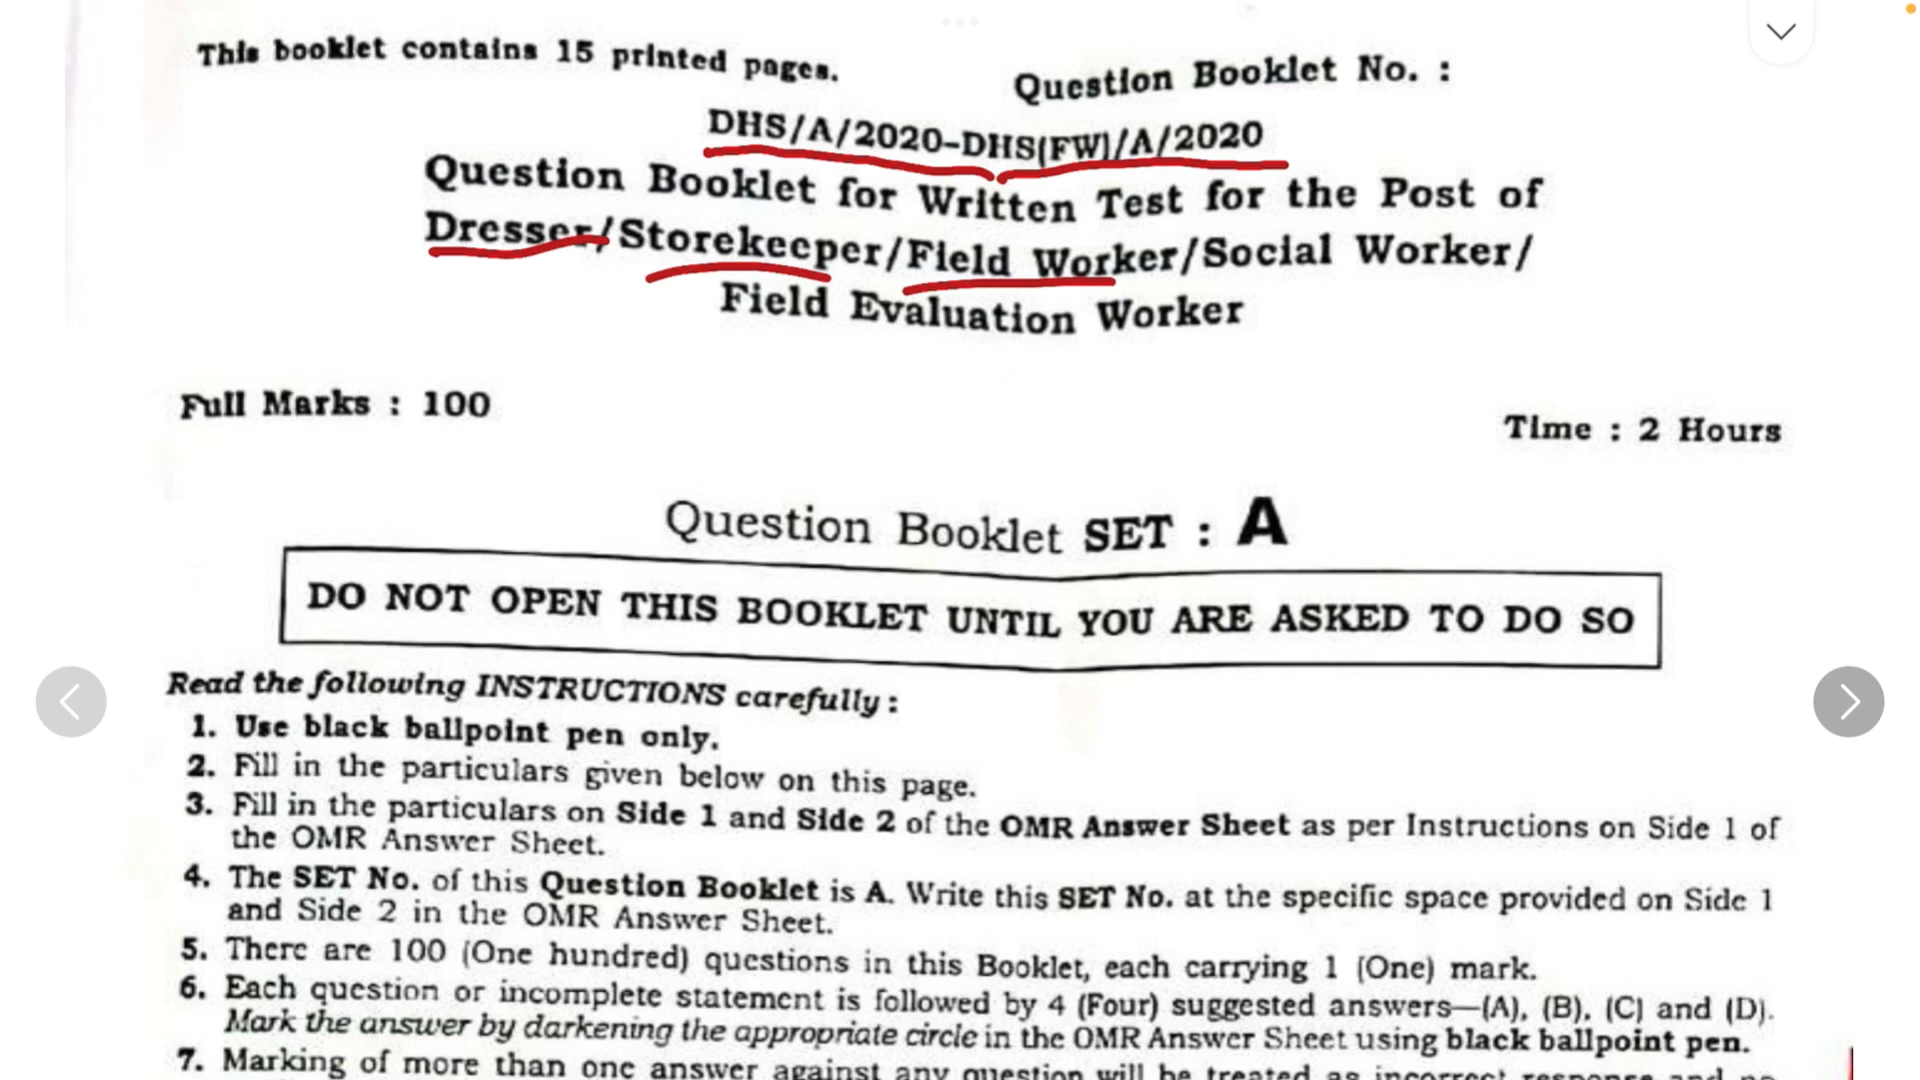 This booklet contains 15 printed pages.
Question Booklet No. :
DHS/A/2020–DHS(FW)/A/2020
Question Booklet for Written Test for the Post of
Dresser/Storekeeper/Field Worker/Social Worker/
Field Evaluation Worker
Full Marks : 100
Time : 2 Hours
Question Booklet SET : A
DO NOT OPEN THIS BOOKLET UNTIL YOU ARE ASKED TO DO SO
Read the following INSTRUCTIONS carefully :
1. Use black ballpoint pen only.
2. Fill in the particulars given below on this page.
3. Fill in the particulars on Side 1 and Side 2 of the OMR Answer Sheet as per Instructions on Side 1 of
the OMR Answer Sheet.
4. The SET No. of this Question Booklet is A. Write this SET No. at the specific space provided on Side 1
and Side 2 in the OMR Answer Sheet.
5. There are 100 (One hundred) questions in this Booklet, each carrying 1 (One) mark.
6. Each question or incomplete statement is followed by 4 (Four) suggested answers—(A), (B), (C) and (D).
Mark the answer by darkening the appropriate circle in the OMR Answer Sheet using black ballpoint pen.
7. Marking of more than one answer against any question will be treated as incorrect response and no